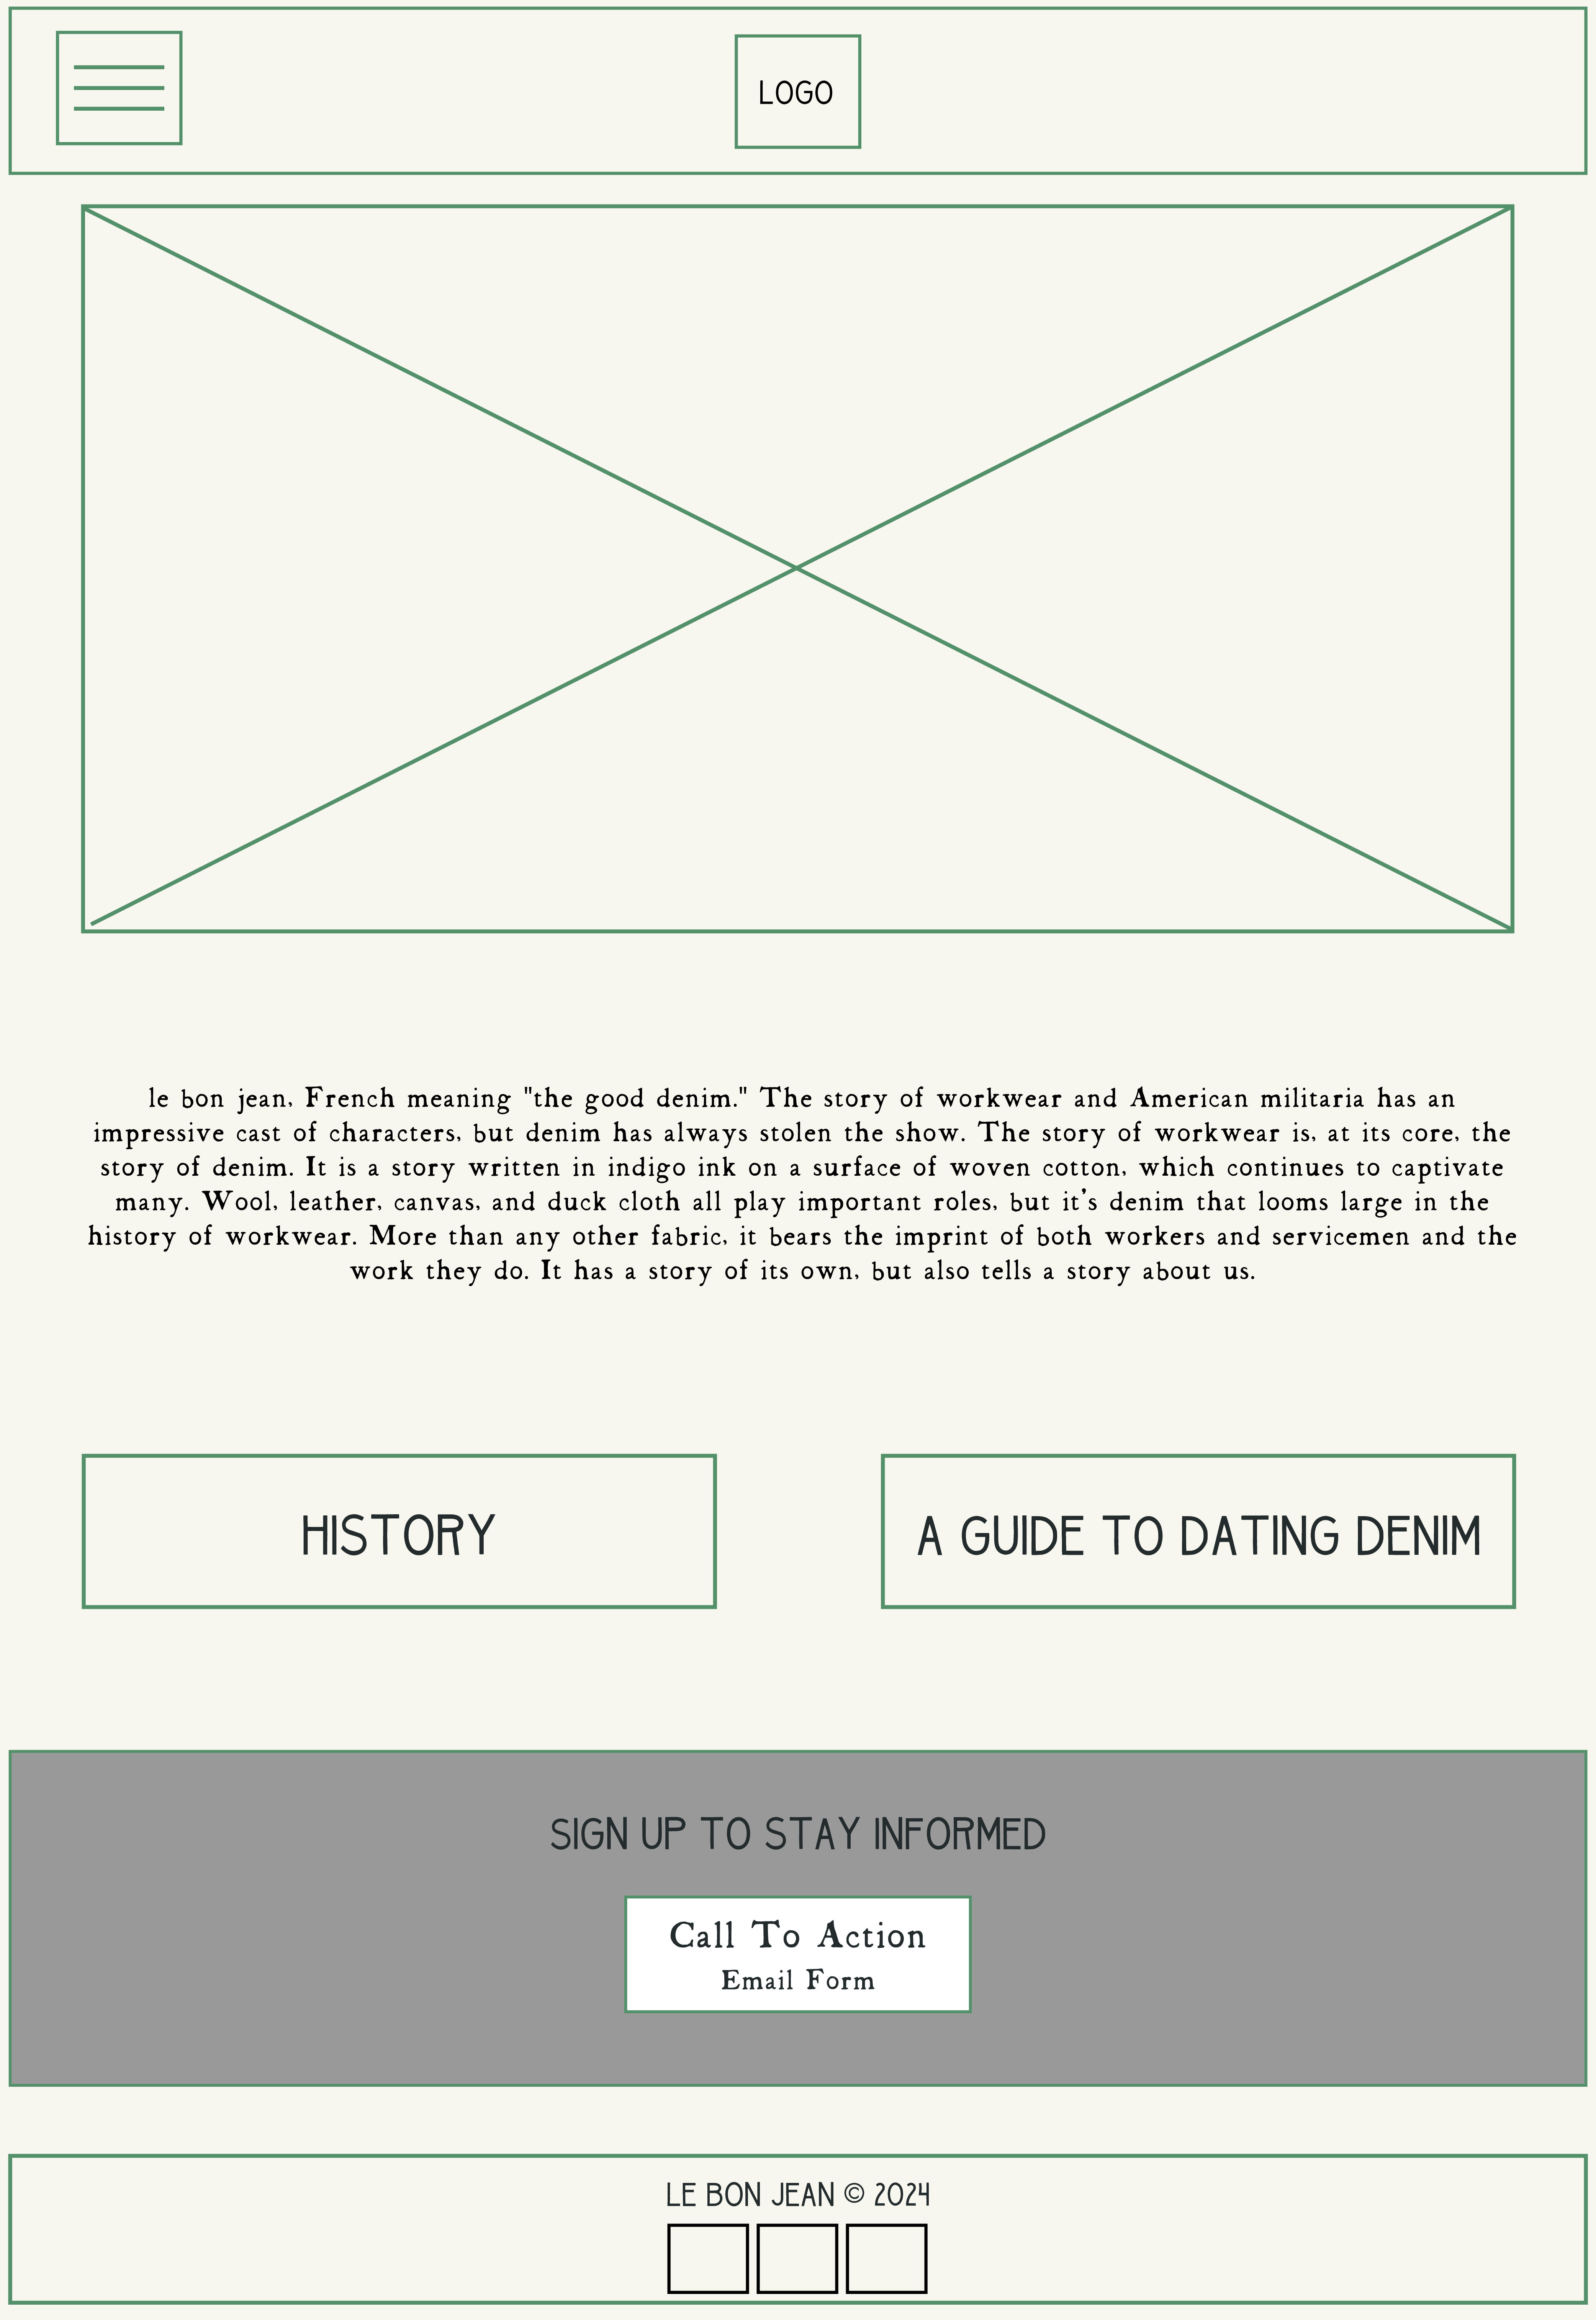 LOGO
le bon jean, French meaning "the good denim." The story of workwear and American militaria has an
impressive cast of characters, but denim has always stolen the show. The story of workwear is, at its core, the
story of denim. It is a story written in indigo ink on a surface of woven cotton, which continues to captivate
many. Wool, leather, canvas, and duck cloth all play important roles, but it's denim that looms large in the
history of workwear. More than any other fabric, it bears the imprint of both workers and servicemen and the
work they do. It has a story of its own, but also tells a story about us.
HISTORY
A GUIDE TO DATING DENIM
SIGN UP TO STAY INFORMED
Call To Action
Email Form
LE BON JEAN © 2024